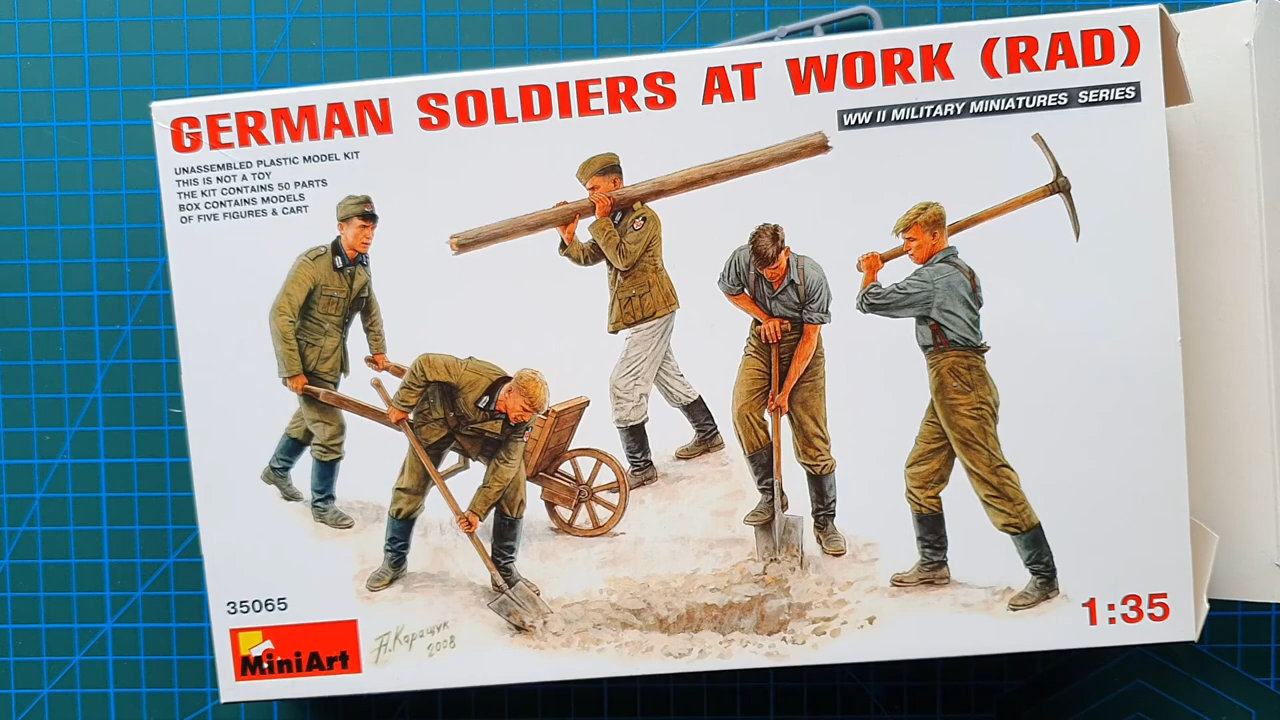 GERMAN SOLDIERS AT WORK (RAD)
WW II MILITARY MINIATURES SERIES
UNASSEMBLED PLASTIC MODEL KIT
THIS IS NOT A TOY
THE KIT CONTAINS 50 PARTS
BOX CONTAINS MODELS
OF FIVE FIGURES & CART
35065
MiniArt
А.Каращук
2008
1:35